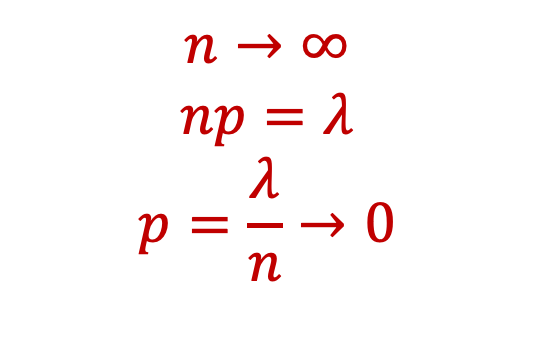 n → ∞
np = λ
p = λ/n → 0